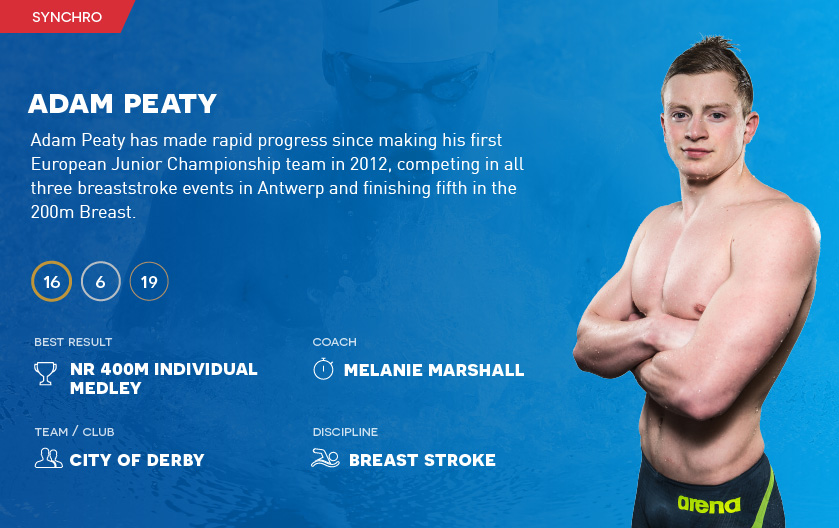 SYNCHRO
ADAM PEATY
Adam Peaty has made rapid progress since making his first
European Junior Championship team in 2012, competing in all
three breaststroke events in Antwerp and finishing fifth in the
200m Breast.
16 6 19
BEST RESULT
NR 400M INDIVIDUAL
MEDLEY
COACH
MELANIE MARSHALL
TEAM / CLUB
CITY OF DERBY
DISCIPLINE
BREAST STROKE
arena